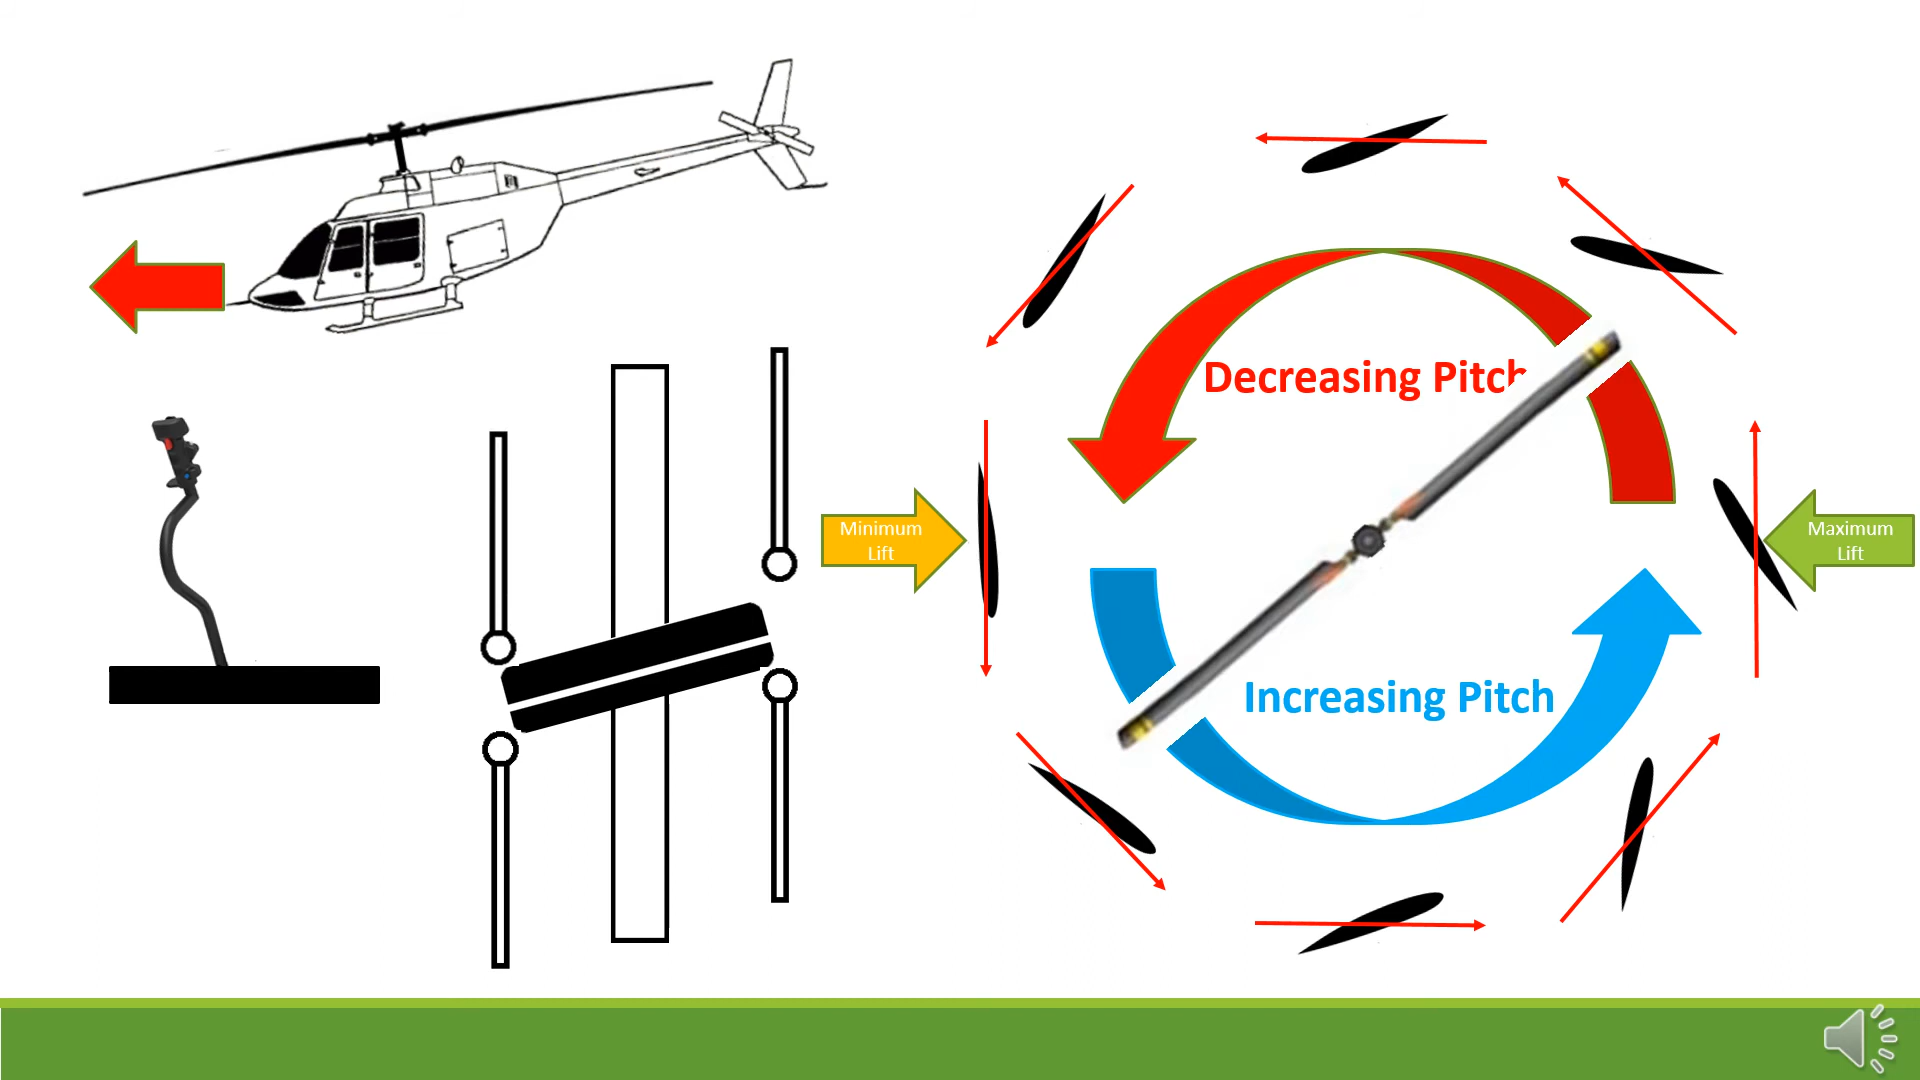 Decreasing Pitch
Minimum
Lift
Maximum
Lift
Increasing Pitch